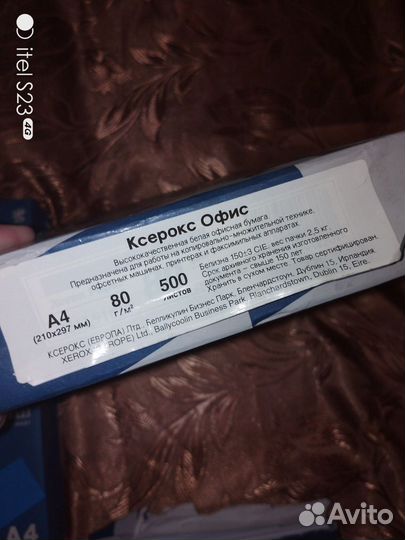 itel S23 4G
Ксерокс Офис
Высококачественная белая офисная бумага.
Предназначена для работы на копировально-множительной технике,
офсетных машинах, принтерах и факсимильных аппаратах
A4
(210x297 мм)
80
г/м²
500
листов
Белизна 150±3 CIE, вес пачки 2,5 кг.
Срок архивного хранения изготовленного
документа – свыше 150 лет
Хранить в сухом месте. Товар сертифицирован.
КСЕРОКС (ЕВРОПА) Лтд., Белликулин Бизнес Парк, Бленчардстоун, Дублин 15, Ирландия
XEROX Ltd., Ballycoolin Business Park, Blanchardstown, Dublin 15, Eire.
A4
Avito